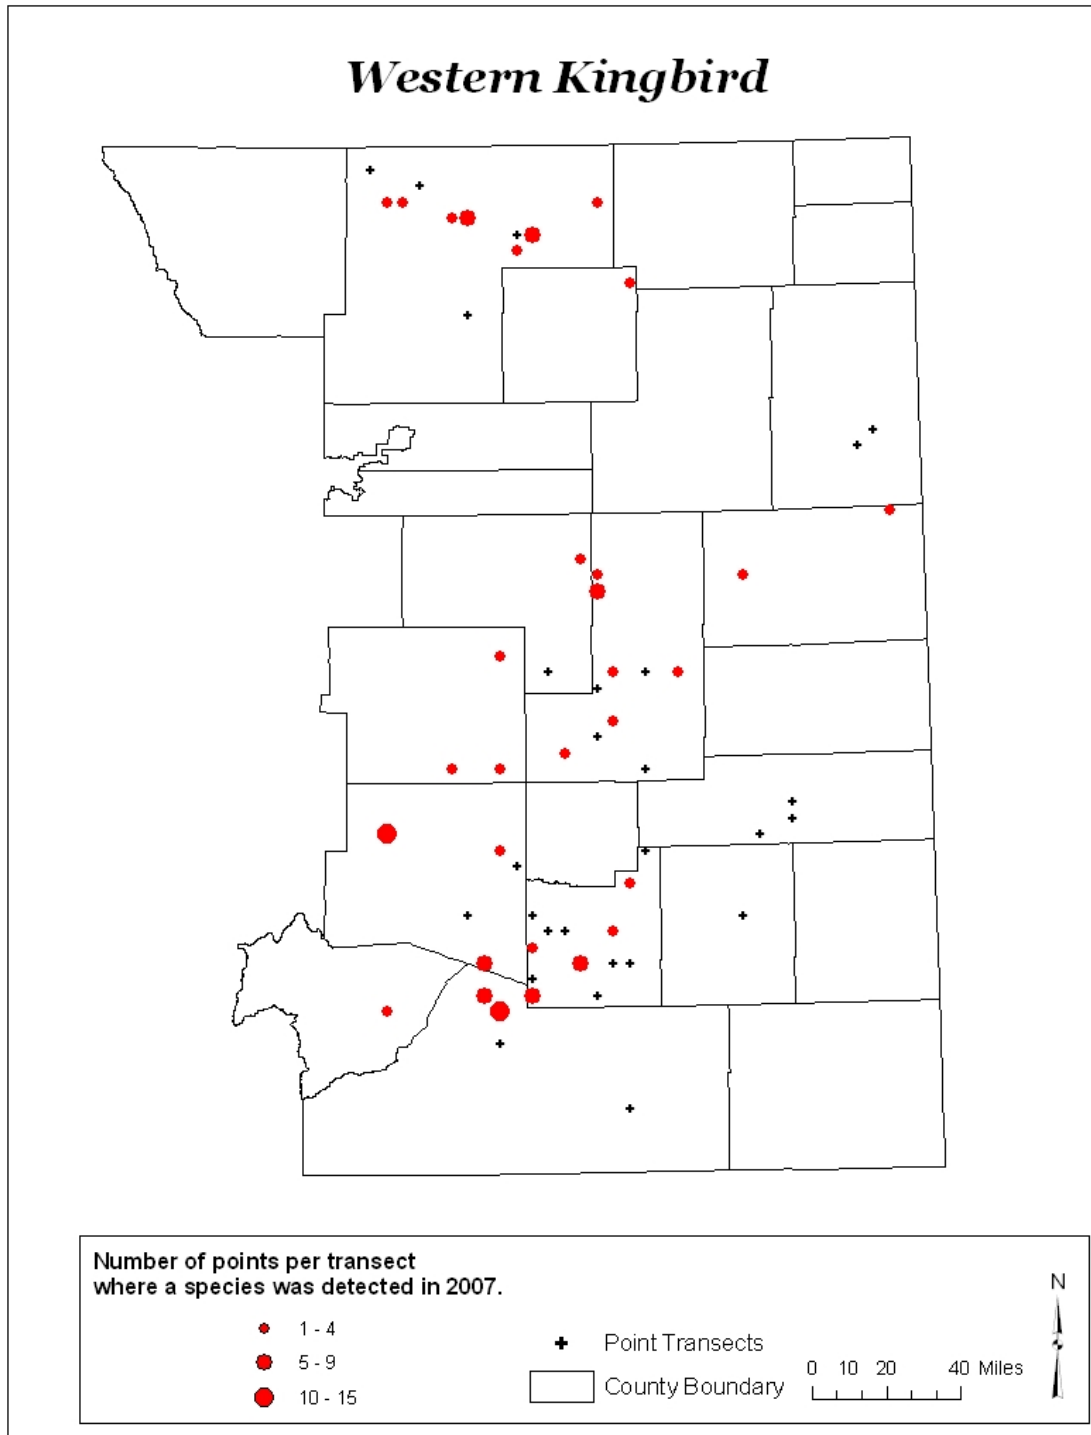 Western Kingbird
Number of points per transect
where a species was detected in 2007.
1 - 4
5 - 9
10 - 15
Point Transects
County Boundary
0 10 20 40 Miles
N